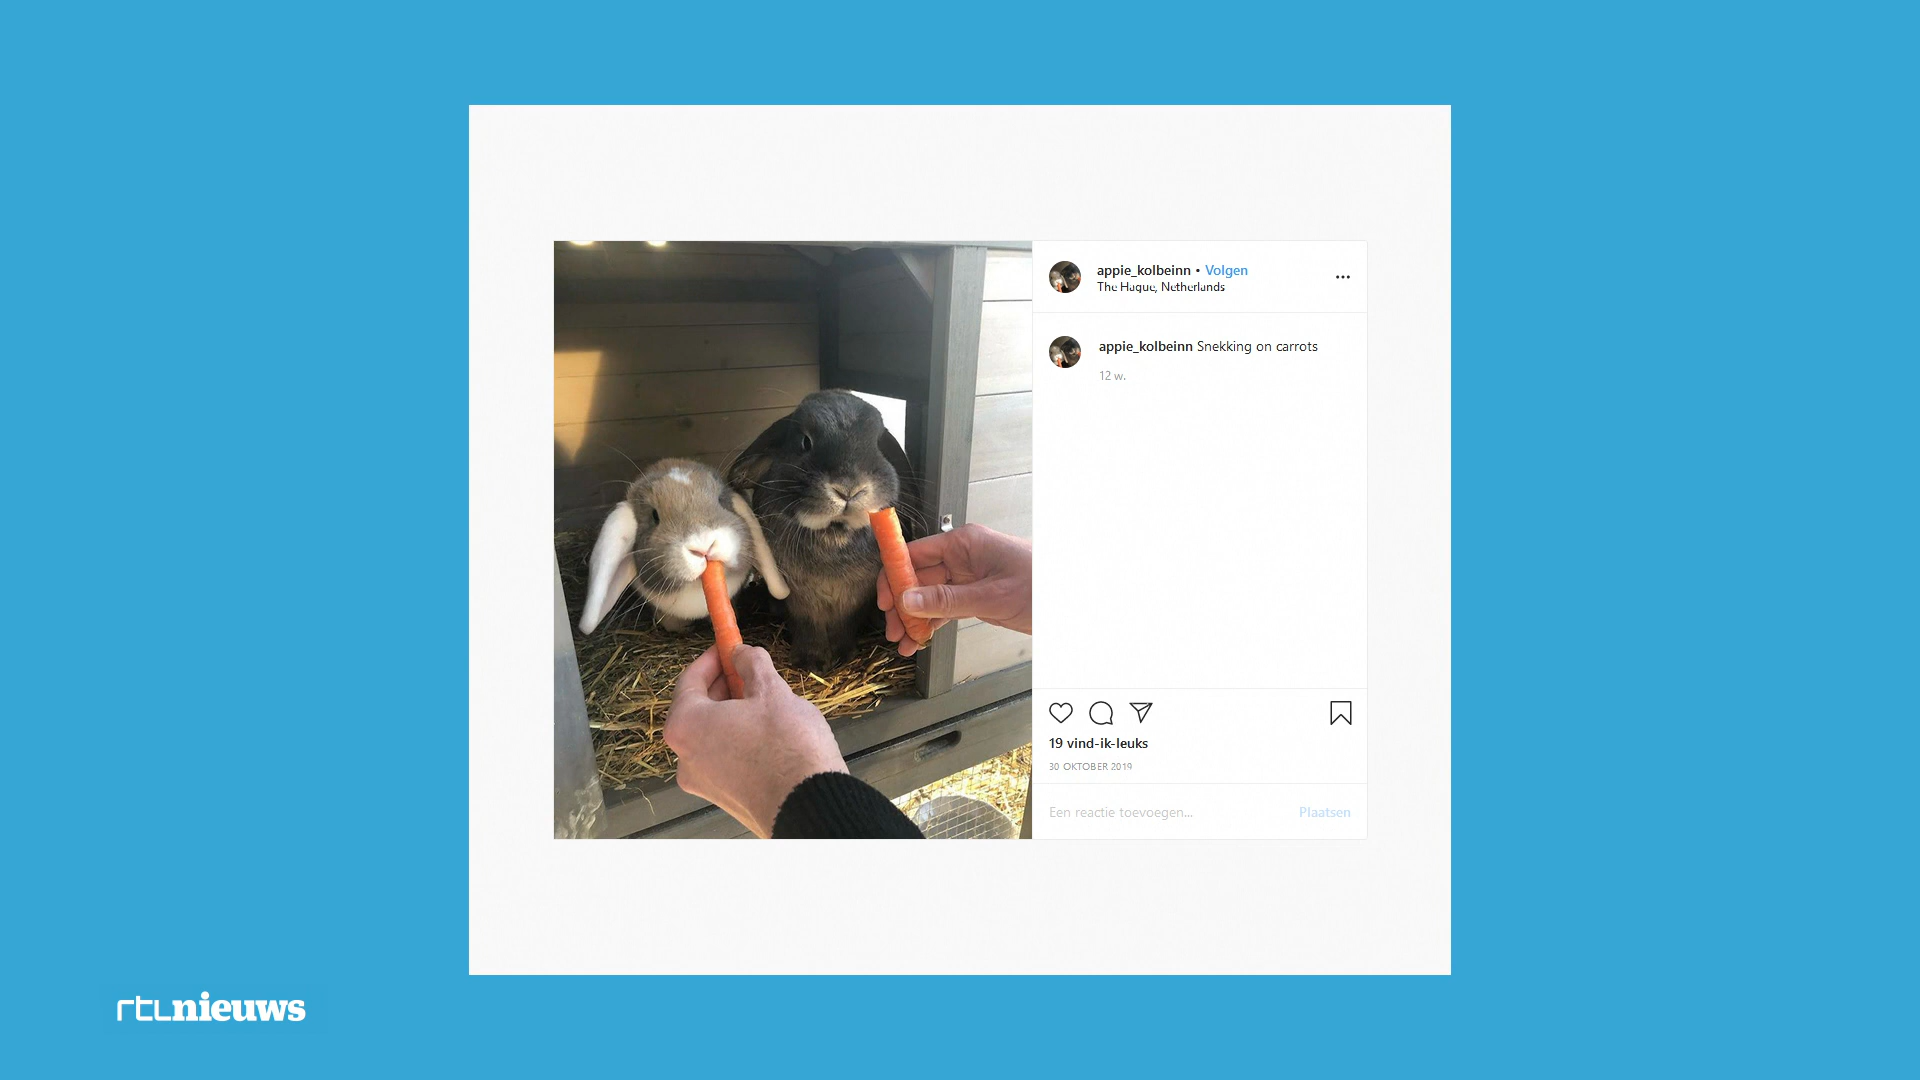 appie_kolbeinn • Volgen
The Hague, Netherlands
appie_kolbeinn Snekking on carrots
12 w.
19 vind-ik-leuks
30 OKTOBER 2019
Een reactie toevoegen... Plaatsen
rtlnieuws